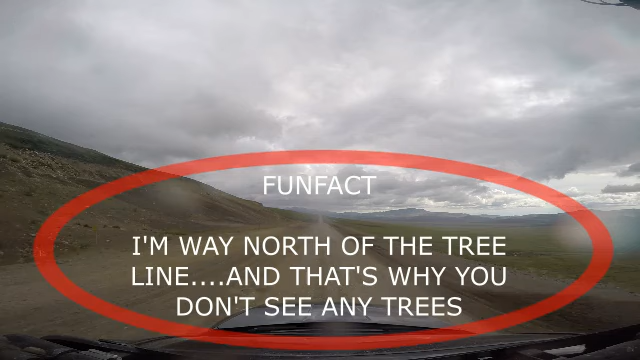 FUNFACT
I'M WAY NORTH OF THE TREE
LINE....AND THAT'S WHY YOU
DON'T SEE ANY TREES